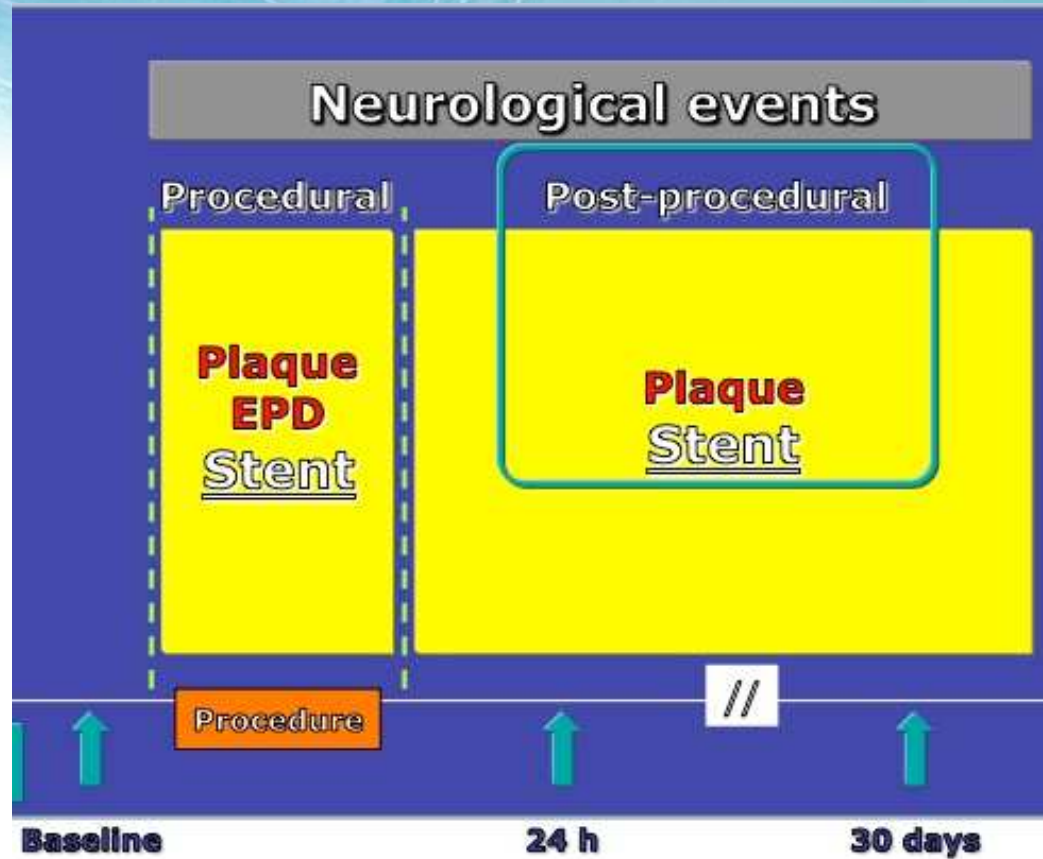 Neurological events
Procedural
Post-procedural
Plaque
EPD
Stent
Plaque
Stent
//
Procedure
Baseline
24 h
30 days